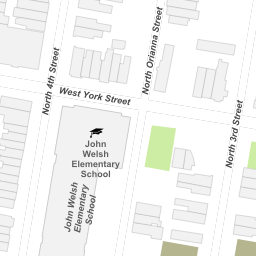 North 4th Street
North Orianna Street
West York Street
North 3rd Street
John
Welsh
Elementary
School
John Welsh
Elementary
School